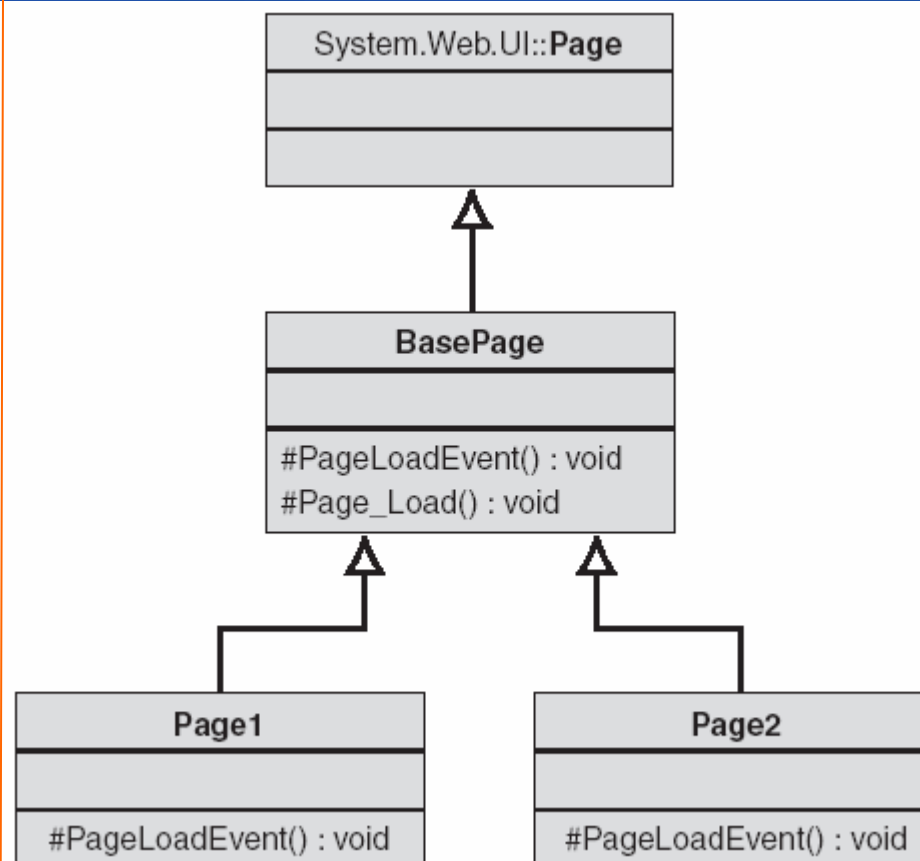 System.Web.UI::Page
BasePage
#PageLoadEvent() : void
#Page_Load() : void
Page1
#PageLoadEvent() : void
Page2
#PageLoadEvent() : void